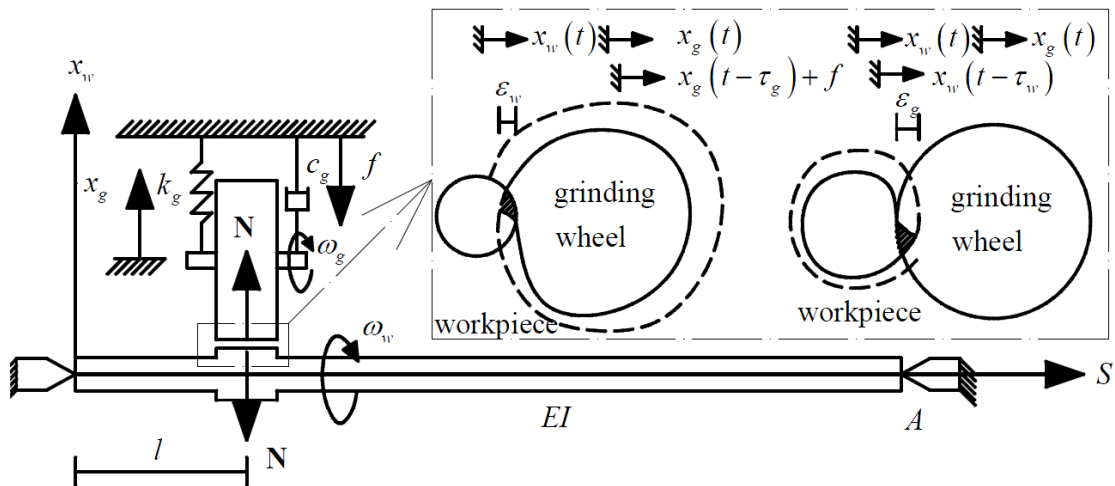 x_w(t) x_g(t) x_w(t) x_g(t)
x_g(t − τ_g) + f x_w(t − τ_w)
ε_w ε_g
x_w
x_g k_g c_g f
N ω_g
grinding
wheel
grinding
wheel
workpiece
workpiece
ω_w
S
EI A
l N